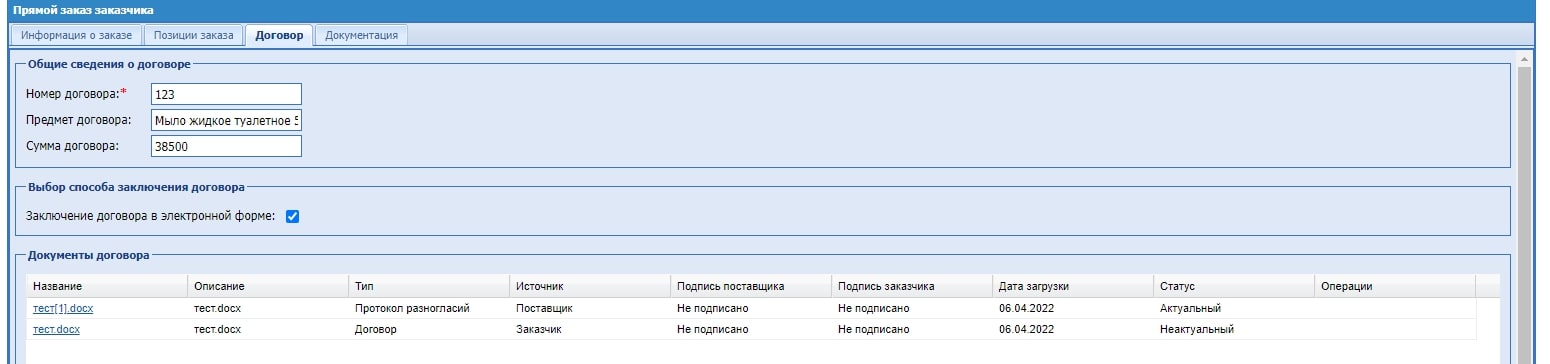 Прямой заказ заказчика
Информация о заказе Позиции заказа Договор Документация
Общие сведения о договоре
Номер договора:* 123
Предмет договора: Мыло жидкое туалетное 5
Сумма договора: 38500
Выбор способа заключения договора
Заключение договора в электронной форме:
Документы договора
Название Описание Тип Источник Подпись поставщика Подпись заказчика Дата загрузки Статус Операции
тест[1].docx тест.docx Протокол разногласий Поставщик Не подписано Не подписано 06.04.2022 Актуальный
тест.docx тест.docx Договор Заказчик Не подписано Не подписано 06.04.2022 Неактуальный